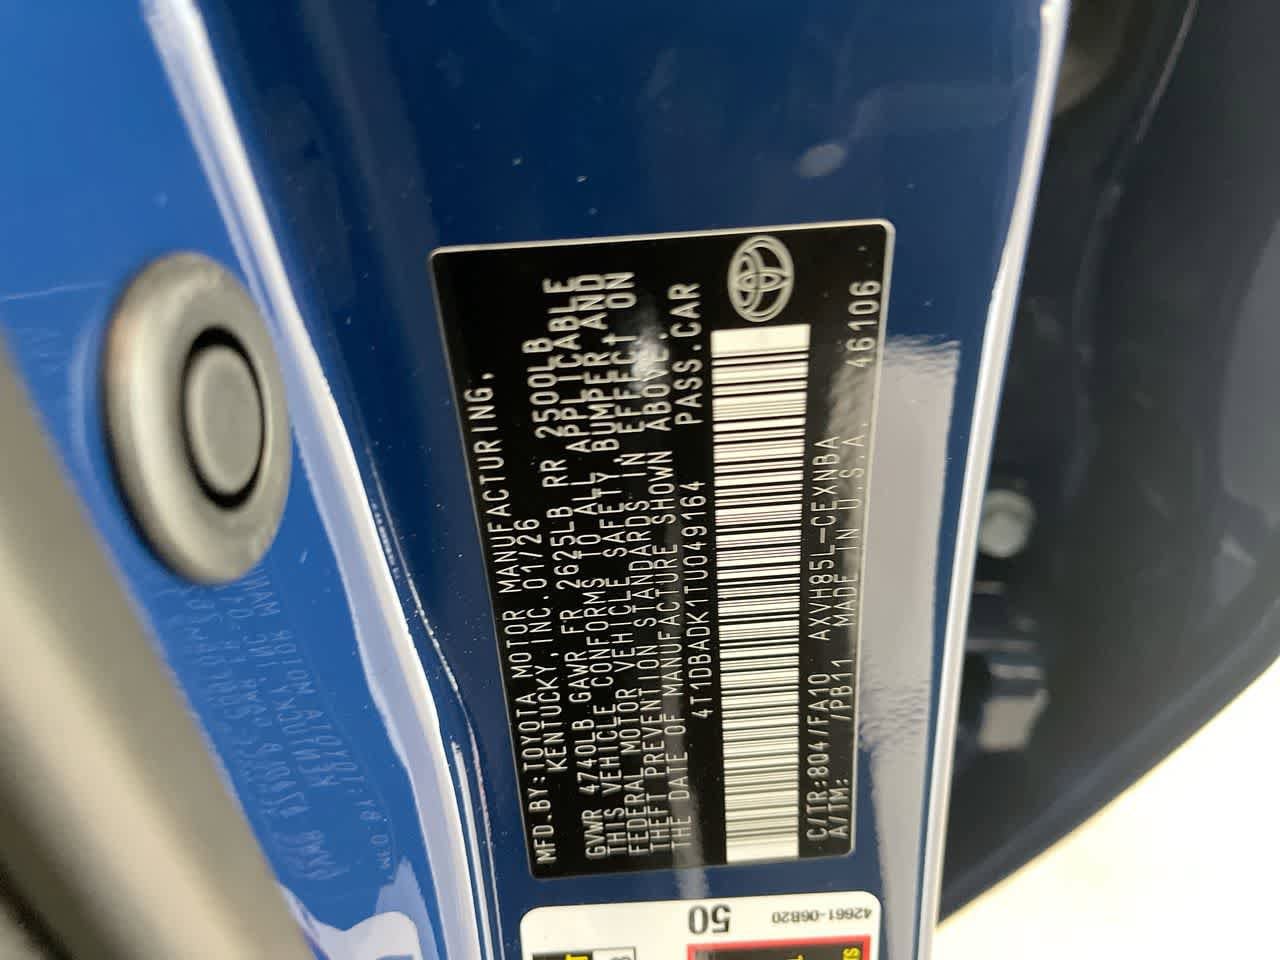 MFD.BY:TOYOTA MOTOR MANUFACTURING,
KENTUCKY,INC.01/26
GVWR 4740LB GAWR FR 2625LB RR 2500LB
THIS VEHICLE CONFORMS TO ALL APPLICABLE
FEDERAL MOTOR VEHICLE SAFETY,BUMPER,AND
THEFT PREVENTION STANDARDS IN EFFECT ON
THE DATE OF MANUFACTURE SHOWN ABOVE.
4T1DBADK1TU049164 PASS.CAR
C/TR:804/FA10 AXVH85L-CEXNBA
A/TM: /PB11 MADE IN U.S.A. 46106
42661-06B20
50